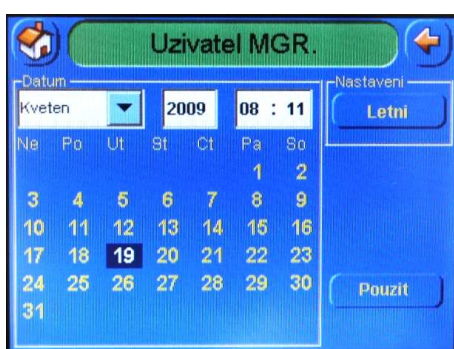 Uzivatel MGR.
Datum
Nastaveni
Kveten 2009 08 : 11
Letni
Ne Po Ut St Ct Pa So
1 2
3 4 5 6 7 8 9
10 11 12 13 14 15 16
17 18 19 20 21 22 23
24 25 26 27 28 29 30
31
Pouzit